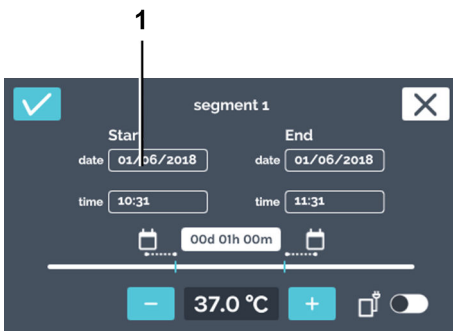 1
segment 1
Start End
date 01/06/2018 date 01/06/2018
time 10:31 time 11:31
00d 01h 00m
− 37.0 °C +